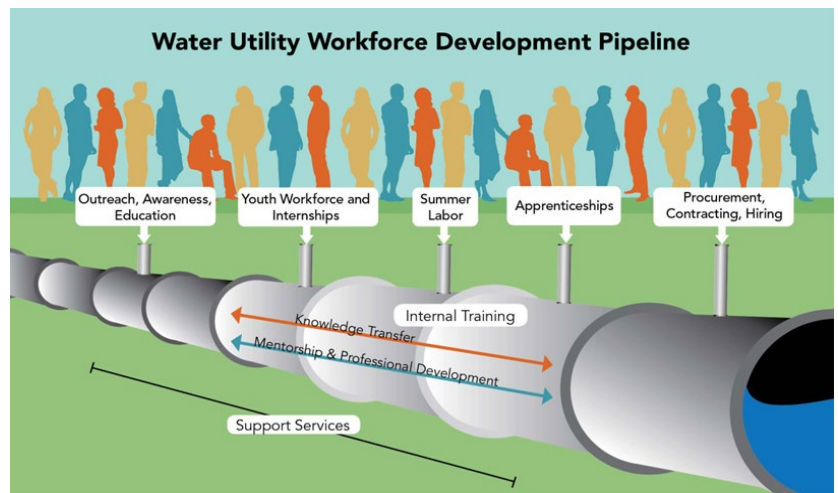 Water Utility Workforce Development Pipeline
Outreach, Awareness,
Education
Youth Workforce and
Internships
Summer
Labor
Apprenticeships
Procurement,
Contracting, Hiring
Internal Training
Knowledge Transfer
Mentorship & Professional Development
Support Services